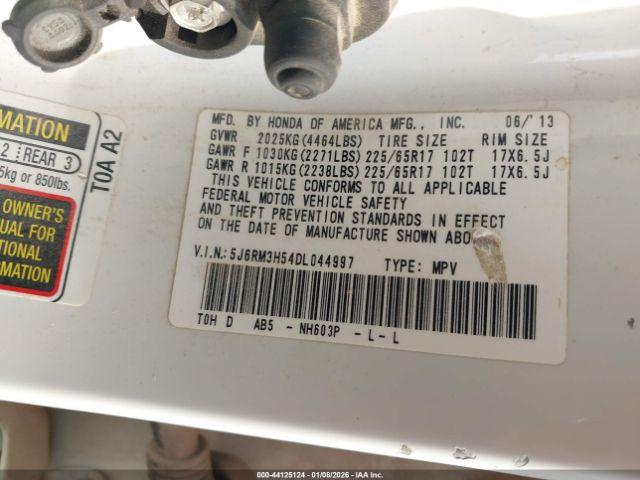 MFD. BY HONDA OF AMERICA MFG., INC. 06/'13
GVWR 2025KG(4464LBS) TIRE SIZE RIM SIZE
GAWR F 1030KG(2271LBS) 225/65R17 102T 17X6.5J
GAWR R 1015KG(2238LBS) 225/65R17 102T 17X6.5J
THIS VEHICLE CONFORMS TO ALL APPLICABLE
FEDERAL MOTOR VEHICLE SAFETY
AND THEFT PREVENTION STANDARDS IN EFFECT
ON THE DATE OF MANUFACTURE SHOWN ABO
V.I.N.: 5J6RM3H54DL044997 TYPE: MPV
T0H D AB5 - NH603P - L - L
MATION
2 REAR 3
5kg or 850lbs.
OWNER'S
UAL FOR
TIONAL
RMATION
T0A A2
000-44125124 - 01/08/2026 - IAA Inc.